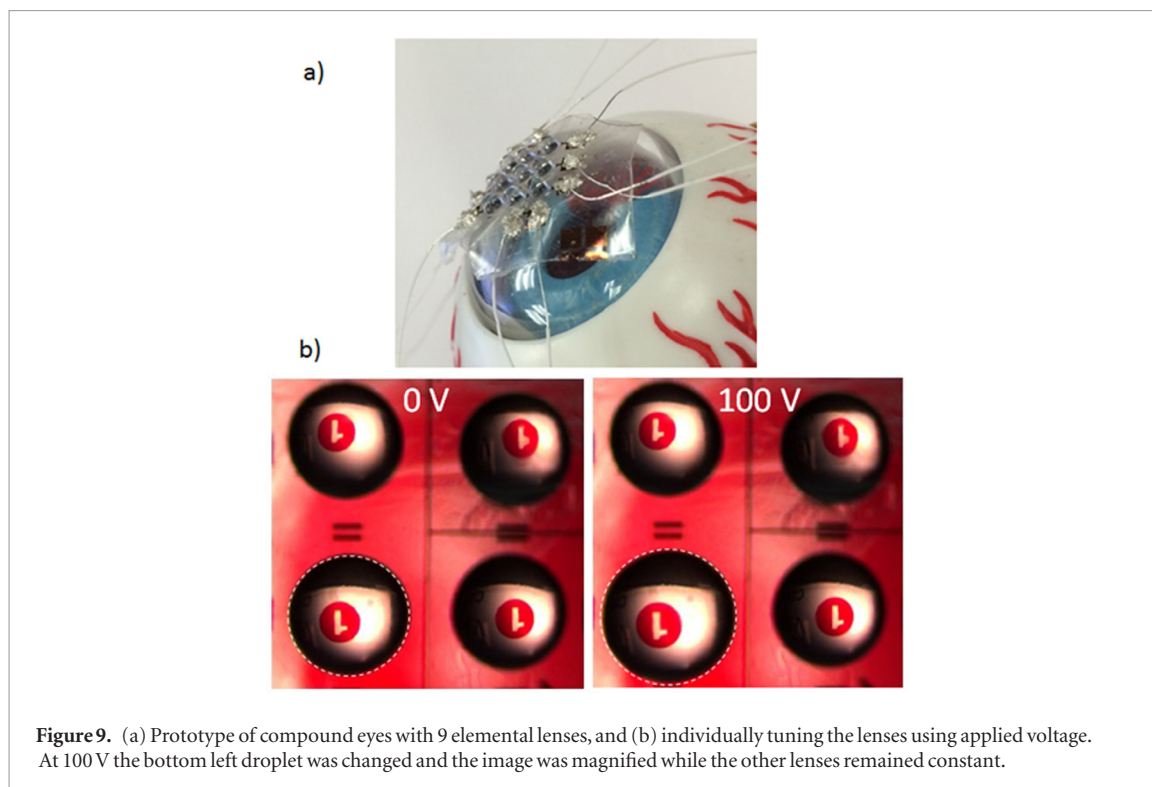 a)
b)
0 V
100 V
Figure 9. (a) Prototype of compound eyes with 9 elemental lenses, and (b) individually tuning the lenses using applied voltage.
At 100 V the bottom left droplet was changed and the image was magnified while the other lenses remained constant.